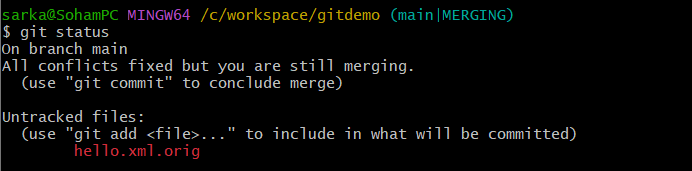 sarka@SohamPC MINGW64 /c/workspace/gitdemo (main|MERGING)
$ git status
On branch main
All conflicts fixed but you are still merging.
  (use "git commit" to conclude merge)

Untracked files:
  (use "git add <file>..." to include in what will be committed)
        hello.xml.orig